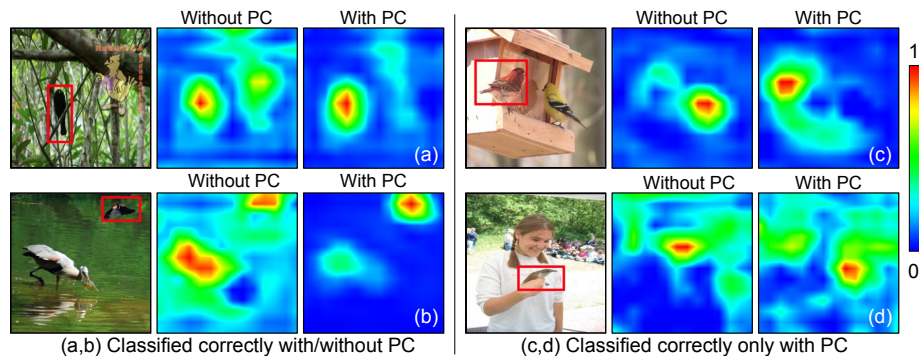 Without PC With PC
(a)
Without PC With PC
(b)
(a,b) Classified correctly with/without PC
Without PC With PC
(c)
Without PC With PC
(d)
(c,d) Classified correctly only with PC
1
0